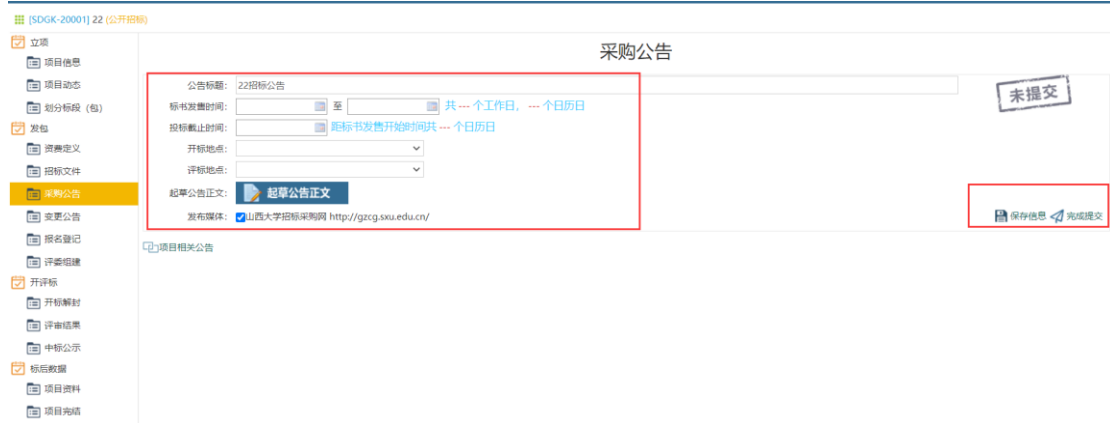 [SDGK-20001] 22 (公开招标)
立项
项目信息
项目动态
划分标段（包）
发包
资费定义
招标文件
采购公告
变更公告
报名登记
评委组建
开评标
开标解封
评审结果
中标公示
标后数据
项目资料
项目完结
采购公告
公告标题： 22招标公告
标书发售时间： 至 共 --- 个工作日， --- 个日历日
投标截止时间： 距标书发售开始时间共 --- 个日历日
开标地点：
评标地点：
起草公告正文： 起草公告正文
发布媒体： 山西大学招标采购网 http://gzcg.sxu.edu.cn/
未提交
保存信息 完成提交
项目相关公告